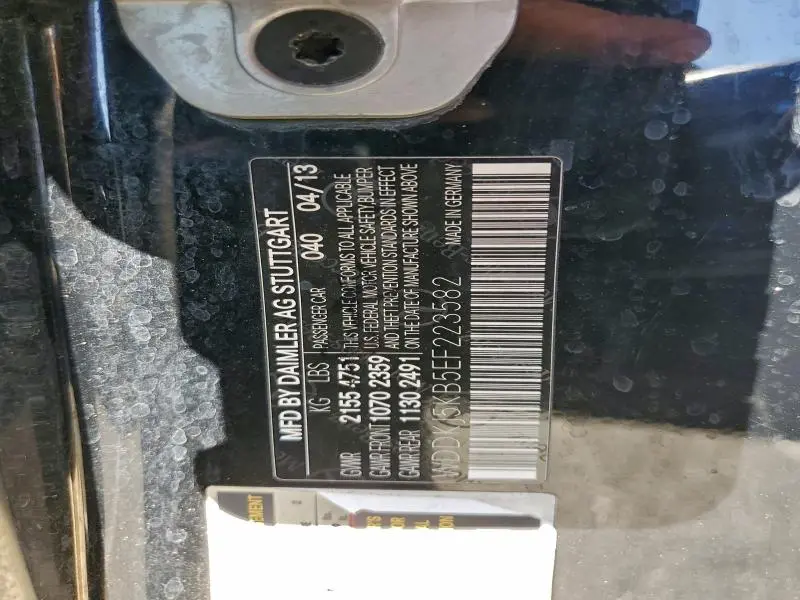 MFD BY DAIMLER AG STUTTGART
KG LBS PASSENGER CAR 040 04/13
GVWR 2155 4751 THIS VEHICLE CONFORMS TO ALL APPLICABLE
GAWR FRONT 1070 2359 U.S. FEDERAL MOTOR VEHICLE SAFETY, BUMPER
AND THEFT PREVENTION STANDARDS IN EFFECT
GAWR REAR 1130 2491 ON THE DATE OF MANUFACTURE SHOWN ABOVE
WDDKJ5KB5EF223582 MADE IN GERMANY